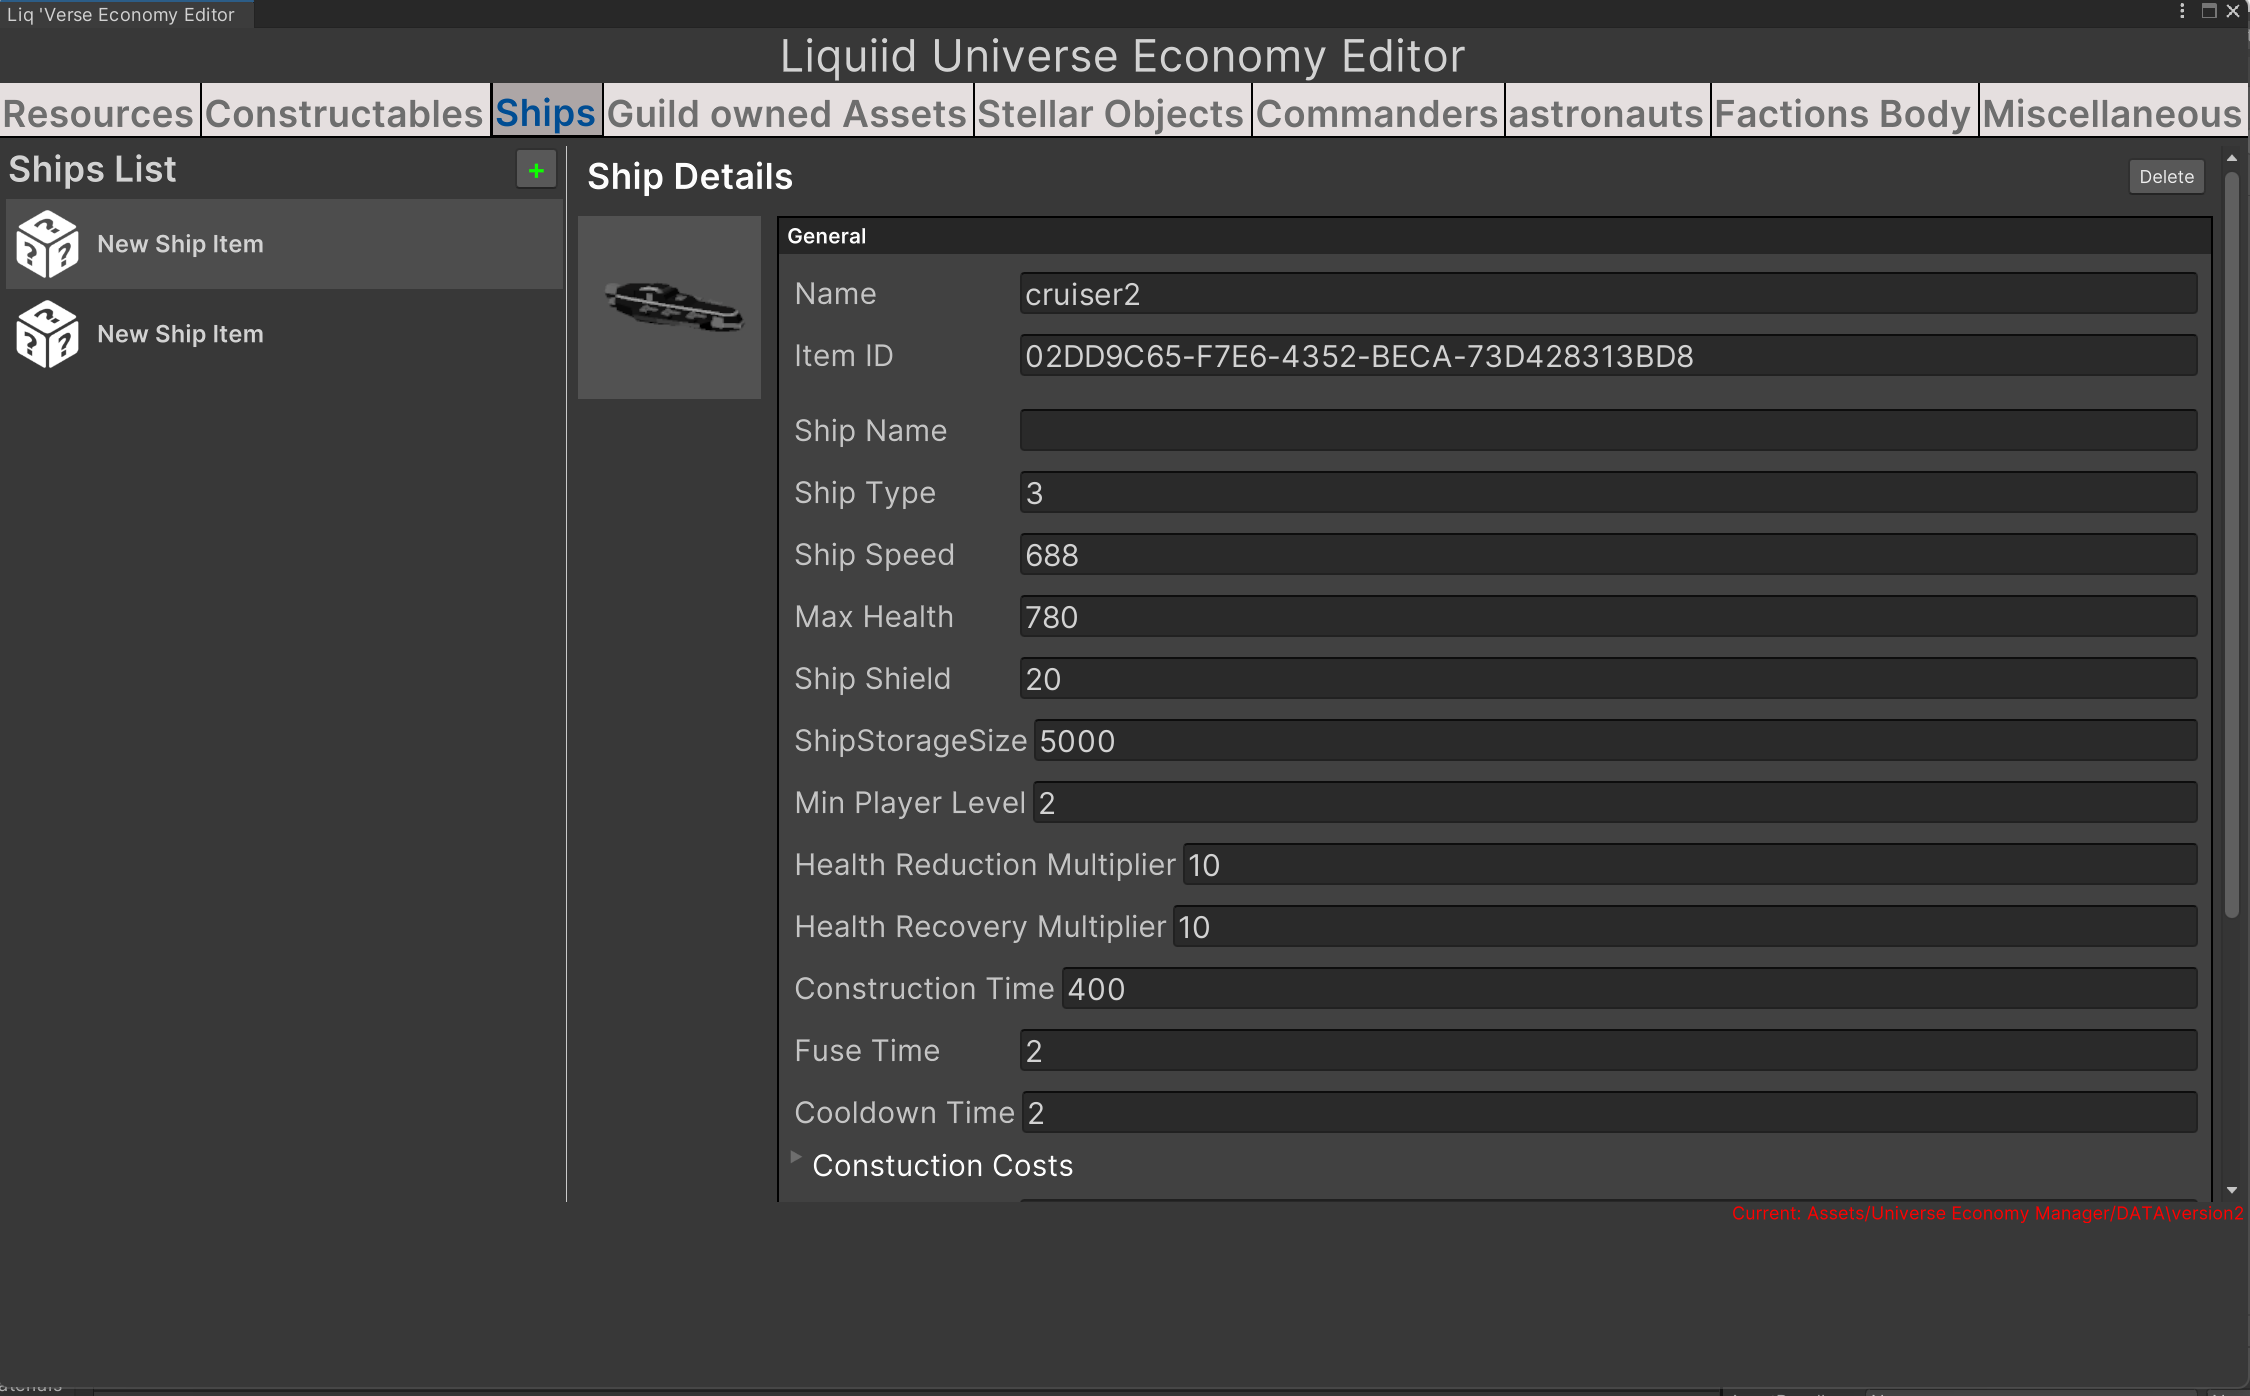 Liq 'Verse Economy Editor
Liquiid Universe Economy Editor
Resources Constructables Ships Guild owned Assets Stellar Objects Commanders astronauts Factions Body Miscellaneous
Ships List +
New Ship Item
New Ship Item
Ship Details
Delete
General
Name cruiser2
Item ID 02DD9C65-F7E6-4352-BECA-73D428313BD8
Ship Name
Ship Type 3
Ship Speed 688
Max Health 780
Ship Shield 20
ShipStorageSize 5000
Min Player Level 2
Health Reduction Multiplier 10
Health Recovery Multiplier 10
Construction Time 400
Fuse Time 2
Cooldown Time 2
Constuction Costs
Current: Assets/Universe Economy Manager/DATA\version2